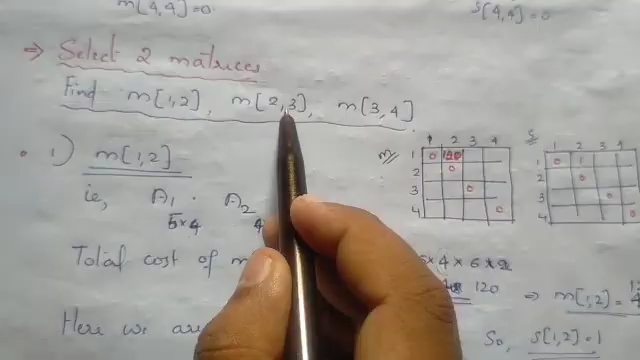 m[4,4]=0
s[4,4]=0
⇒ Select 2 matrices
Find m[1,2], m[2,3], m[3,4].
1) m[1,2]
ie, A1 · A2
5*4 4
m
1 2 3 4
1 0 120
2 0
3 0
4 0
s
1 2 3 4
1 0 1
2 0
3 0
4 0
Total cost of m 5*4*6
120 ⇒ m[1,2]=
Here we are
So, s[1,2]=1